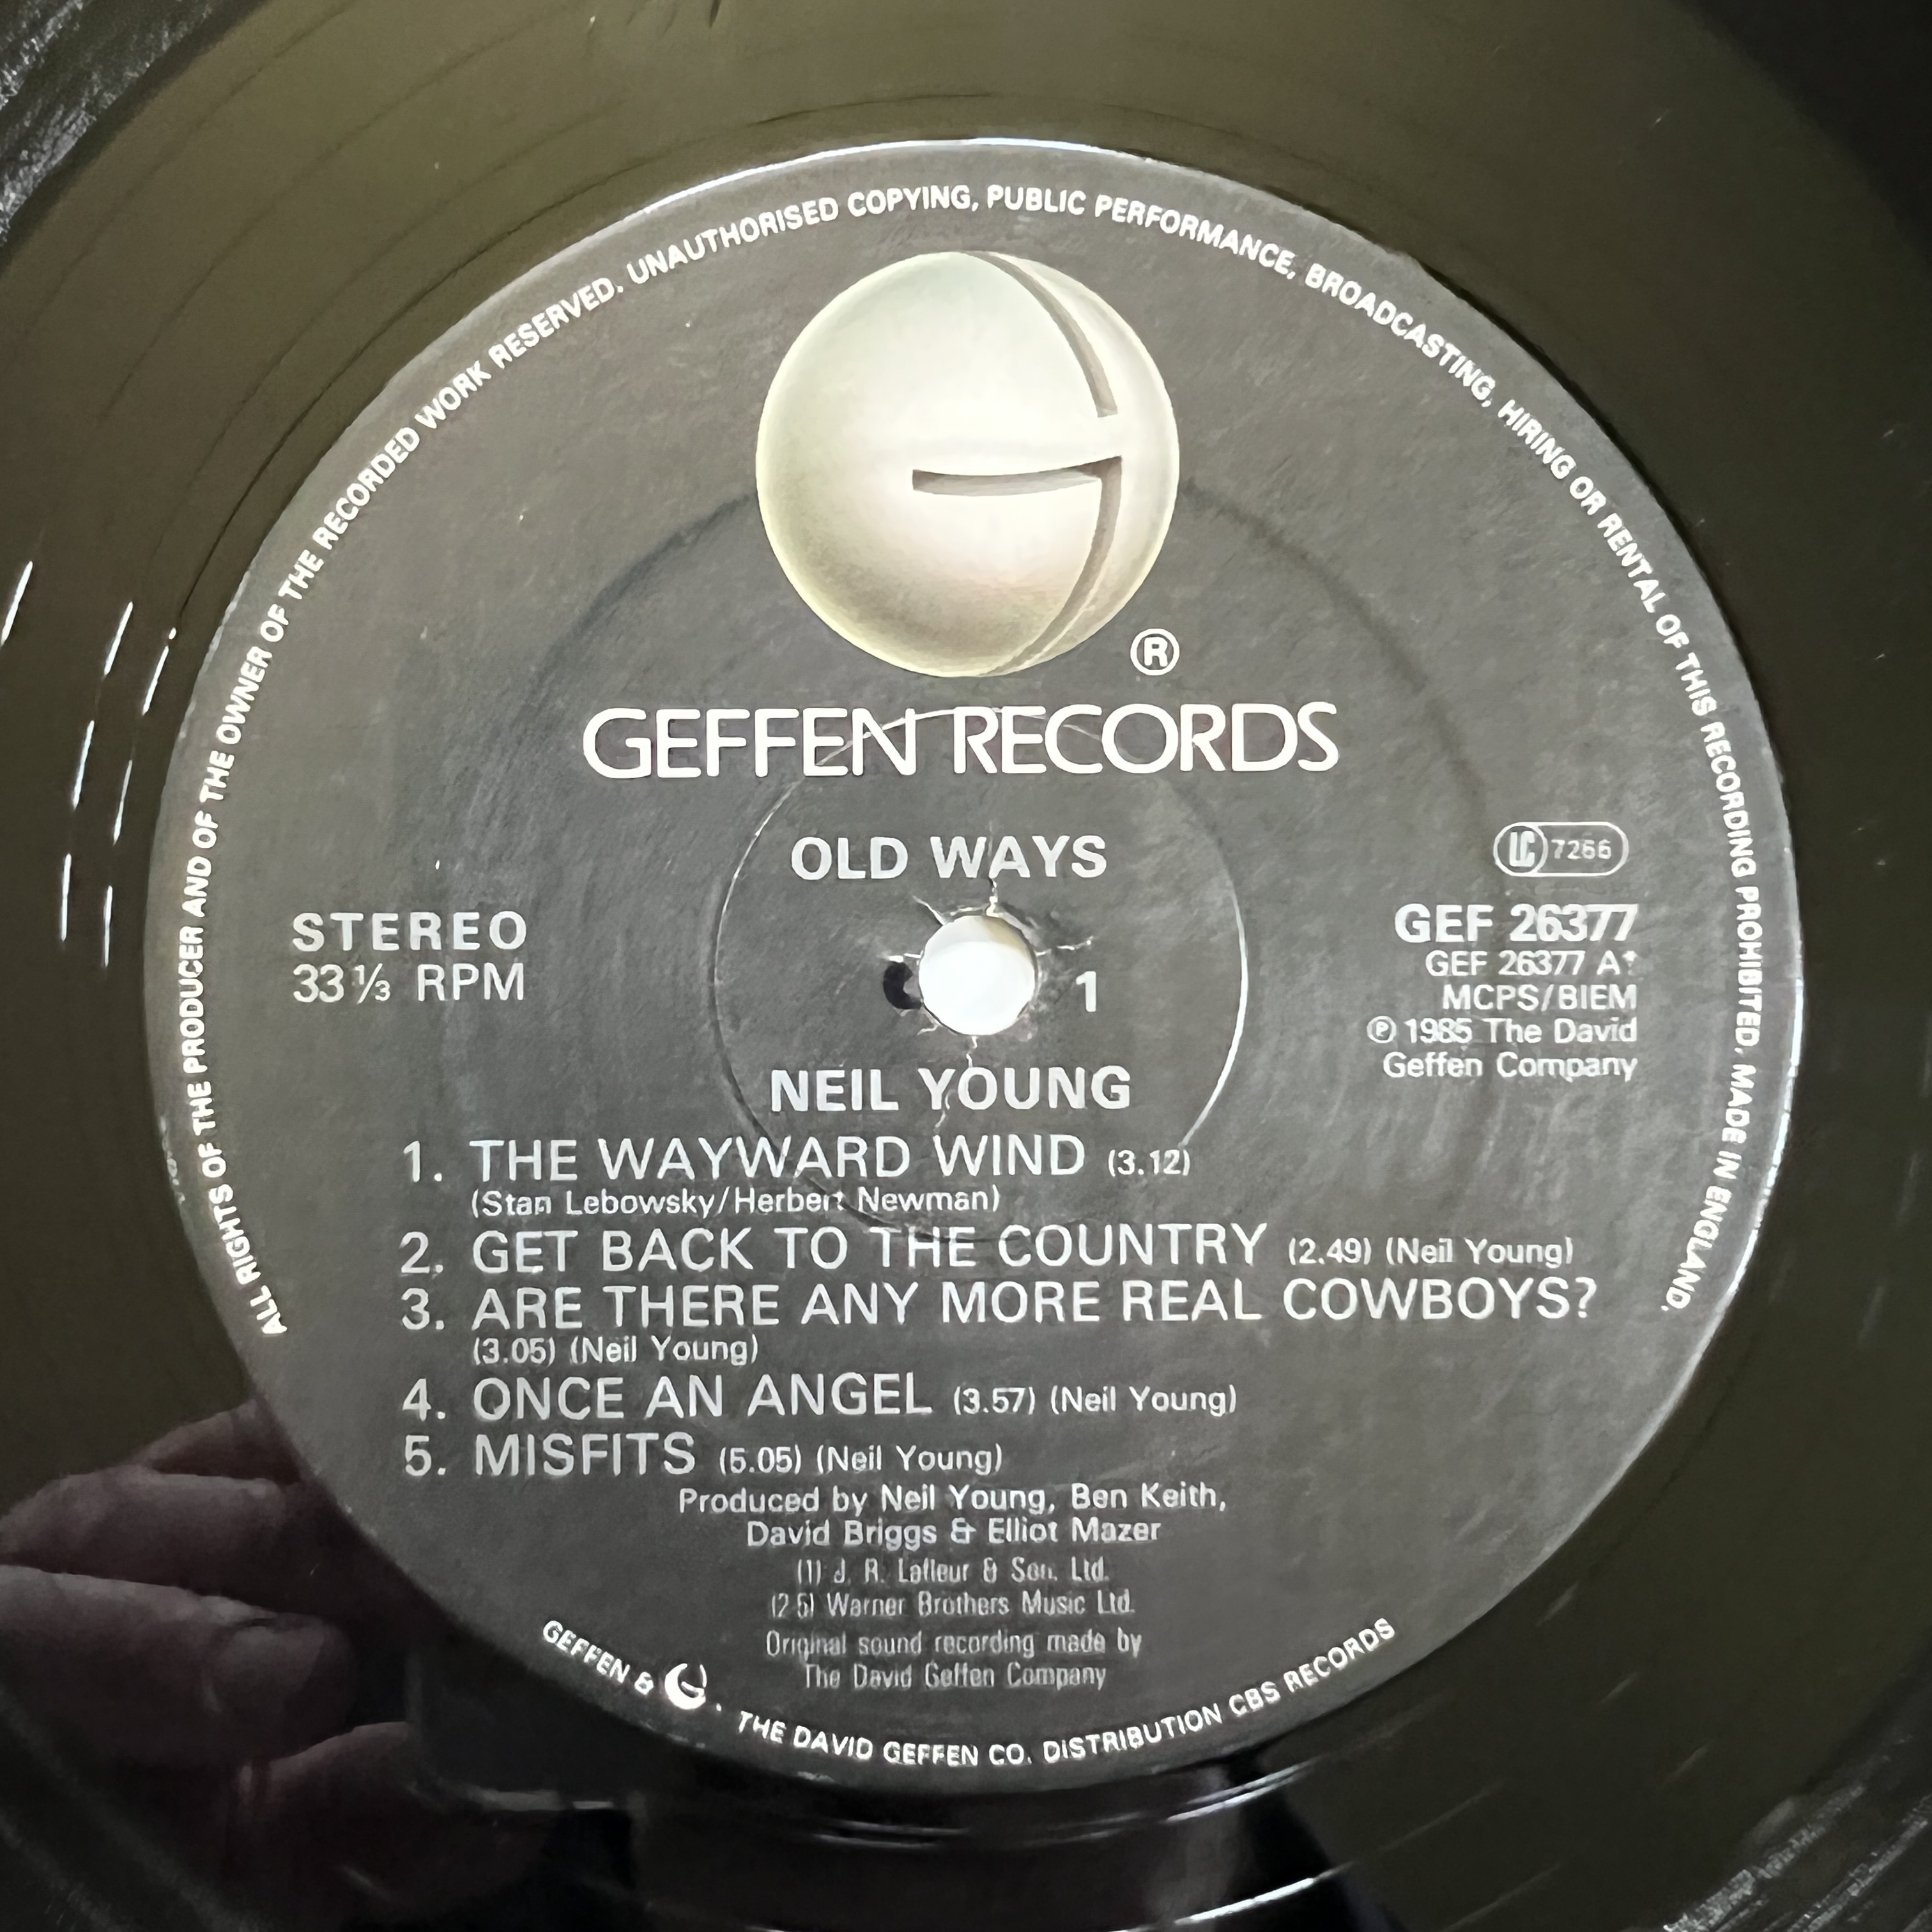 ALL RIGHTS OF THE PRODUCER AND OF THE OWNER OF THE RECORDED WORK RESERVED. UNAUTHORISED COPYING, PUBLIC PERFORMANCE, BROADCASTING, HIRING OR RENTAL OF THIS RECORDING PROHIBITED. MADE IN ENGLAND.
®
GEFFEN RECORDS
OLD WAYS
STEREO
33⅓ RPM
1
LC 7266
GEF 26377
GEF 26377 A
MCPS/BIEM
℗ 1985 The David
Geffen Company
NEIL YOUNG
1. THE WAYWARD WIND (3.12)
(Stan Lebowsky/Herbert Newman)
2. GET BACK TO THE COUNTRY (2.49) (Neil Young)
3. ARE THERE ANY MORE REAL COWBOYS?
(3.05) (Neil Young)
4. ONCE AN ANGEL (3.57) (Neil Young)
5. MISFITS (5.05) (Neil Young)
Produced by Neil Young, Ben Keith,
David Briggs & Elliot Mazer
(1) J. R. Lafleur & Son. Ltd.
(2-5) Warner Brothers Music Ltd.
Original sound recording made by
The David Geffen Company
GEFFEN & G. THE DAVID GEFFEN CO. DISTRIBUTION CBS RECORDS